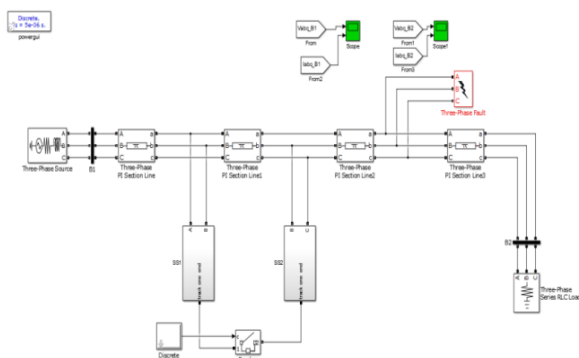 Discrete,
s = 5e-06 s.
powergui
Vabc_B1
From
Iabc_B1
From2
Scope
Vabc_B2
From1
Iabc_B2
From3
Scope1
A
B
C
Three-Phase Fault
A
B
C
Three-Phase Source
B1
A a
B b
C c
Three-Phase
PI Section Line
A a
B b
C c
Three-Phase
PI Section Line1
A a
B b
C c
Three-Phase
PI Section Line2
A a
B b
C c
Three-Phase
PI Section Line3
A
B
SS1
B
C
SS2
B2
A B C
Three-Phase
Series RLC Loa
Discrete